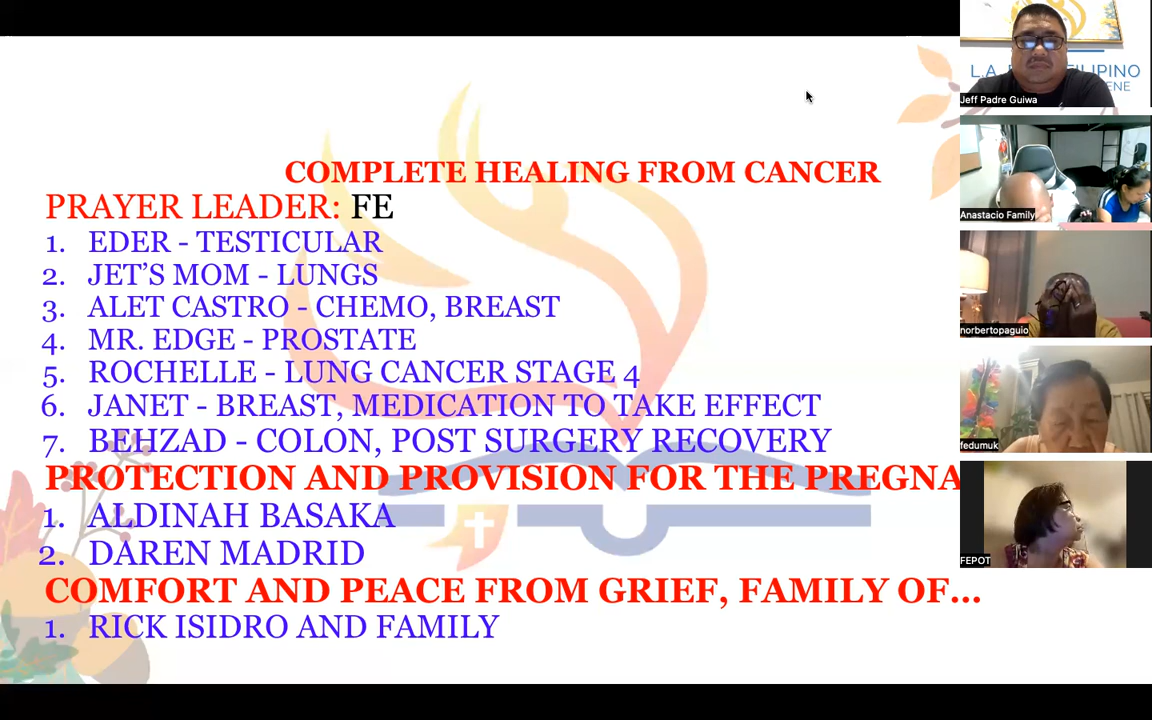 COMPLETE HEALING FROM CANCER
PRAYER LEADER: FE
1. EDER - TESTICULAR
2. JET'S MOM - LUNGS
3. ALET CASTRO - CHEMO, BREAST
4. MR. EDGE - PROSTATE
5. ROCHELLE - LUNG CANCER STAGE 4
6. JANET - BREAST, MEDICATION TO TAKE EFFECT
7. BEHZAD - COLON, POST SURGERY RECOVERY
PROTECTION AND PROVISION FOR THE PREGNA
1. ALDINAH BASAKA
2. DAREN MADRID
COMFORT AND PEACE FROM GRIEF, FAMILY OF...
1. RICK ISIDRO AND FAMILY
L.A. FILIPINO
Jeff Padre Guiwa
Anastacio Family
norbertopaguio
fedumuk
FEPOT